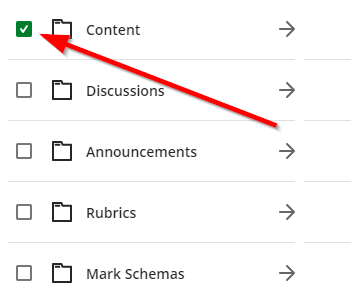 Content
Discussions
Announcements
Rubrics
Mark Schemas